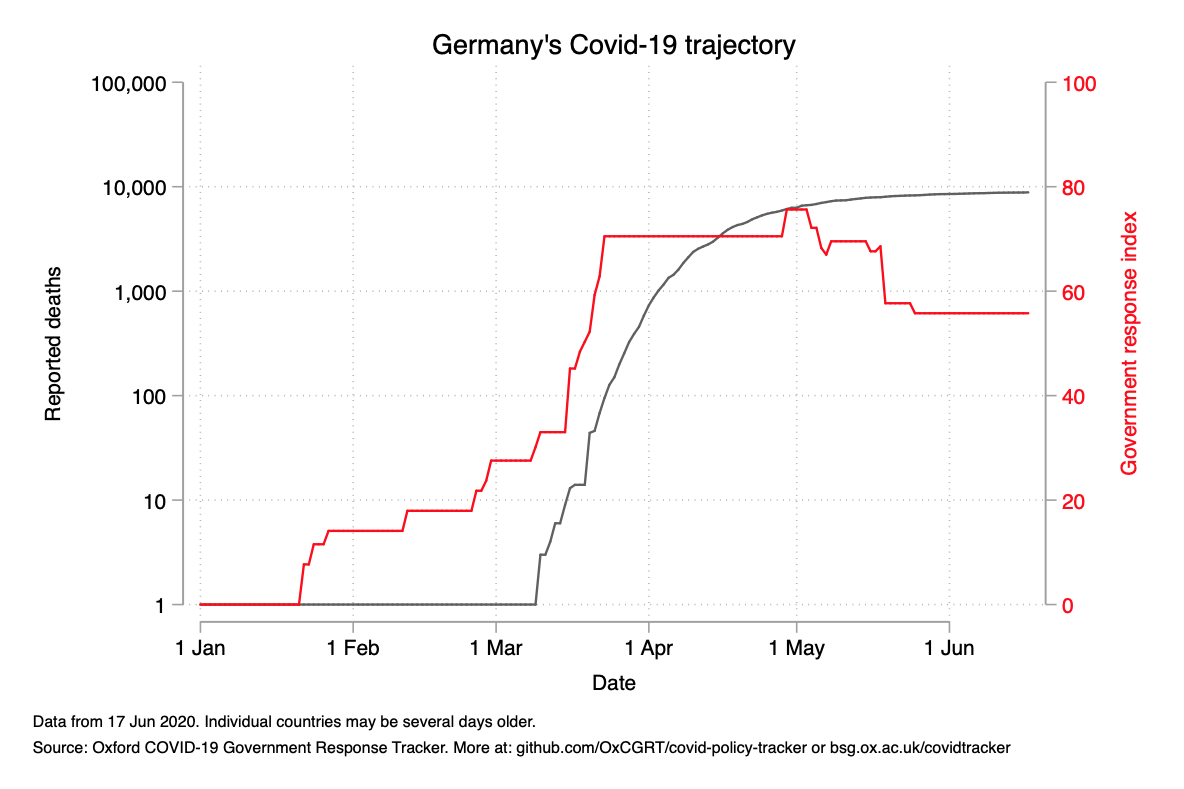 Germany's Covid-19 trajectory
100,000
10,000
1,000
100
10
1
Reported deaths
100
80
60
40
20
0
Government response index
1 Jan
1 Feb
1 Mar
1 Apr
1 May
1 Jun
Date
Data from 17 Jun 2020. Individual countries may be several days older.
Source: Oxford COVID-19 Government Response Tracker. More at: github.com/OxCGRT/covid-policy-tracker or bsg.ox.ac.uk/covidtracker